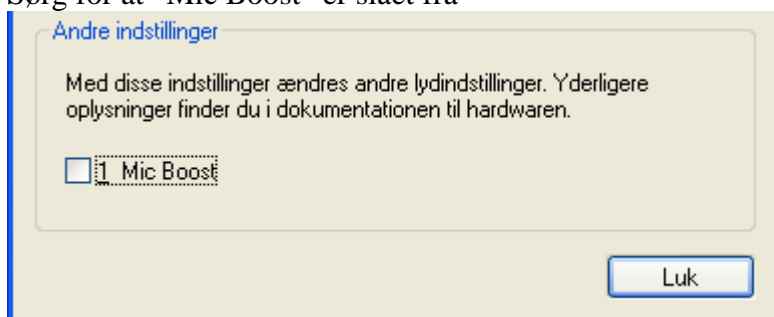 Sørg for at "Mic Boost" er slået fra
Andre indstillinger
Med disse indstillinger ændres andre lydindstillinger. Yderligere
oplysninger finder du i dokumentationen til hardwaren.
1 Mic Boost
Luk